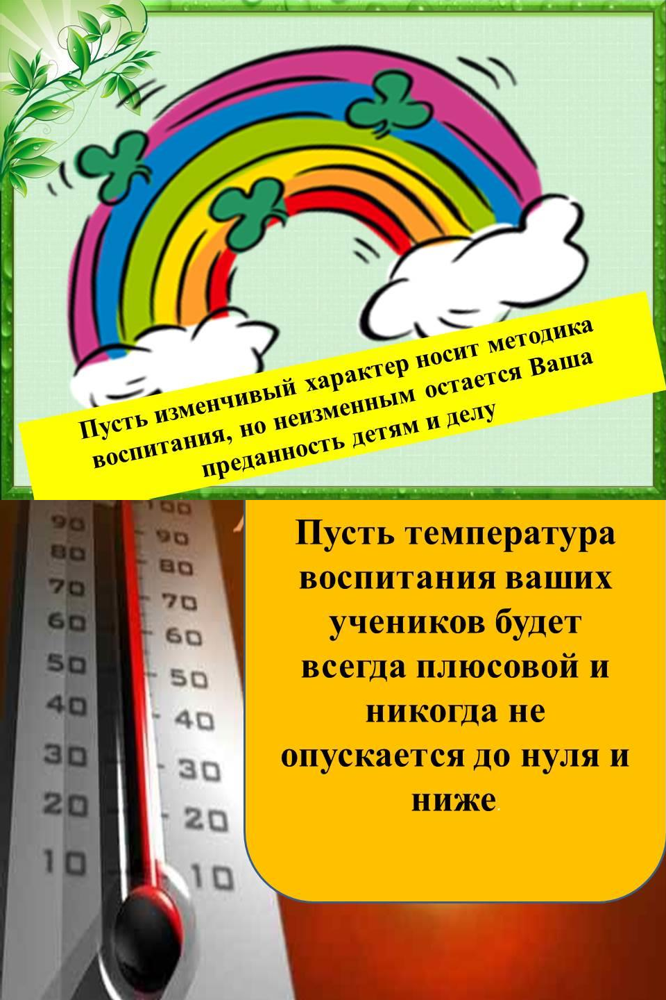 Пусть изменчивый характер носит методика
воспитания, но неизменным остается Ваша
преданность детям и делу
100
90 90
80 80
70 70
60 60
50 50
40 40
30 30
20 20
10 10
Пусть температура
воспитания ваших
учеников будет
всегда плюсовой и
никогда не
опускается до нуля и
ниже.